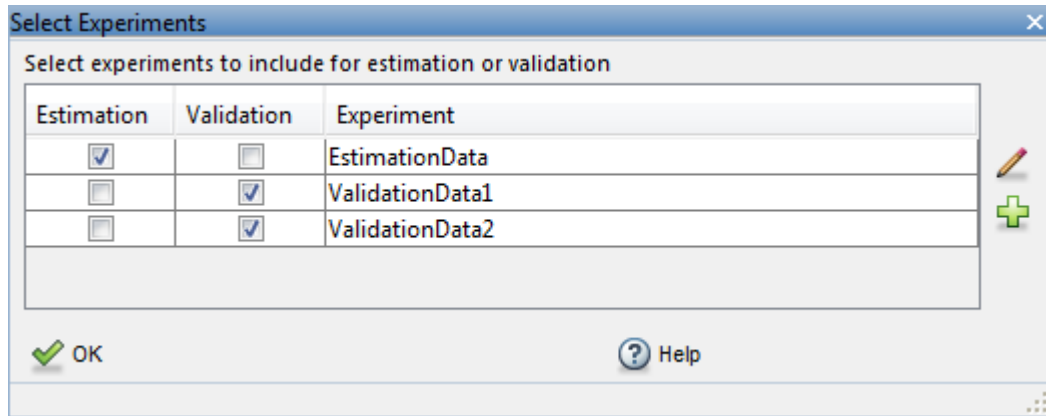 Select Experiments
Select experiments to include for estimation or validation
Estimation Validation Experiment
EstimationData
ValidationData1
ValidationData2
OK
Help